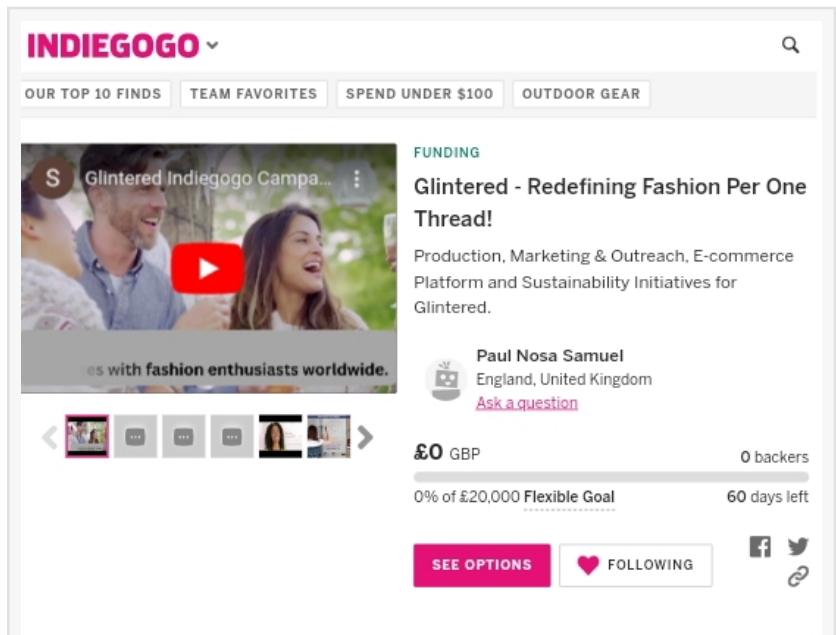 INDIEGOGO
OUR TOP 10 FINDS
TEAM FAVORITES
SPEND UNDER $100
OUTDOOR GEAR
S
Glintered Indiegogo Campa...
es with fashion enthusiasts worldwide.
FUNDING
Glintered - Redefining Fashion Per One
Thread!
Production, Marketing & Outreach, E-commerce
Platform and Sustainability Initiatives for
Glintered.
Paul Nosa Samuel
England, United Kingdom
Ask a question
£0 GBP
0 backers
0% of £20,000 Flexible Goal
60 days left
SEE OPTIONS
FOLLOWING